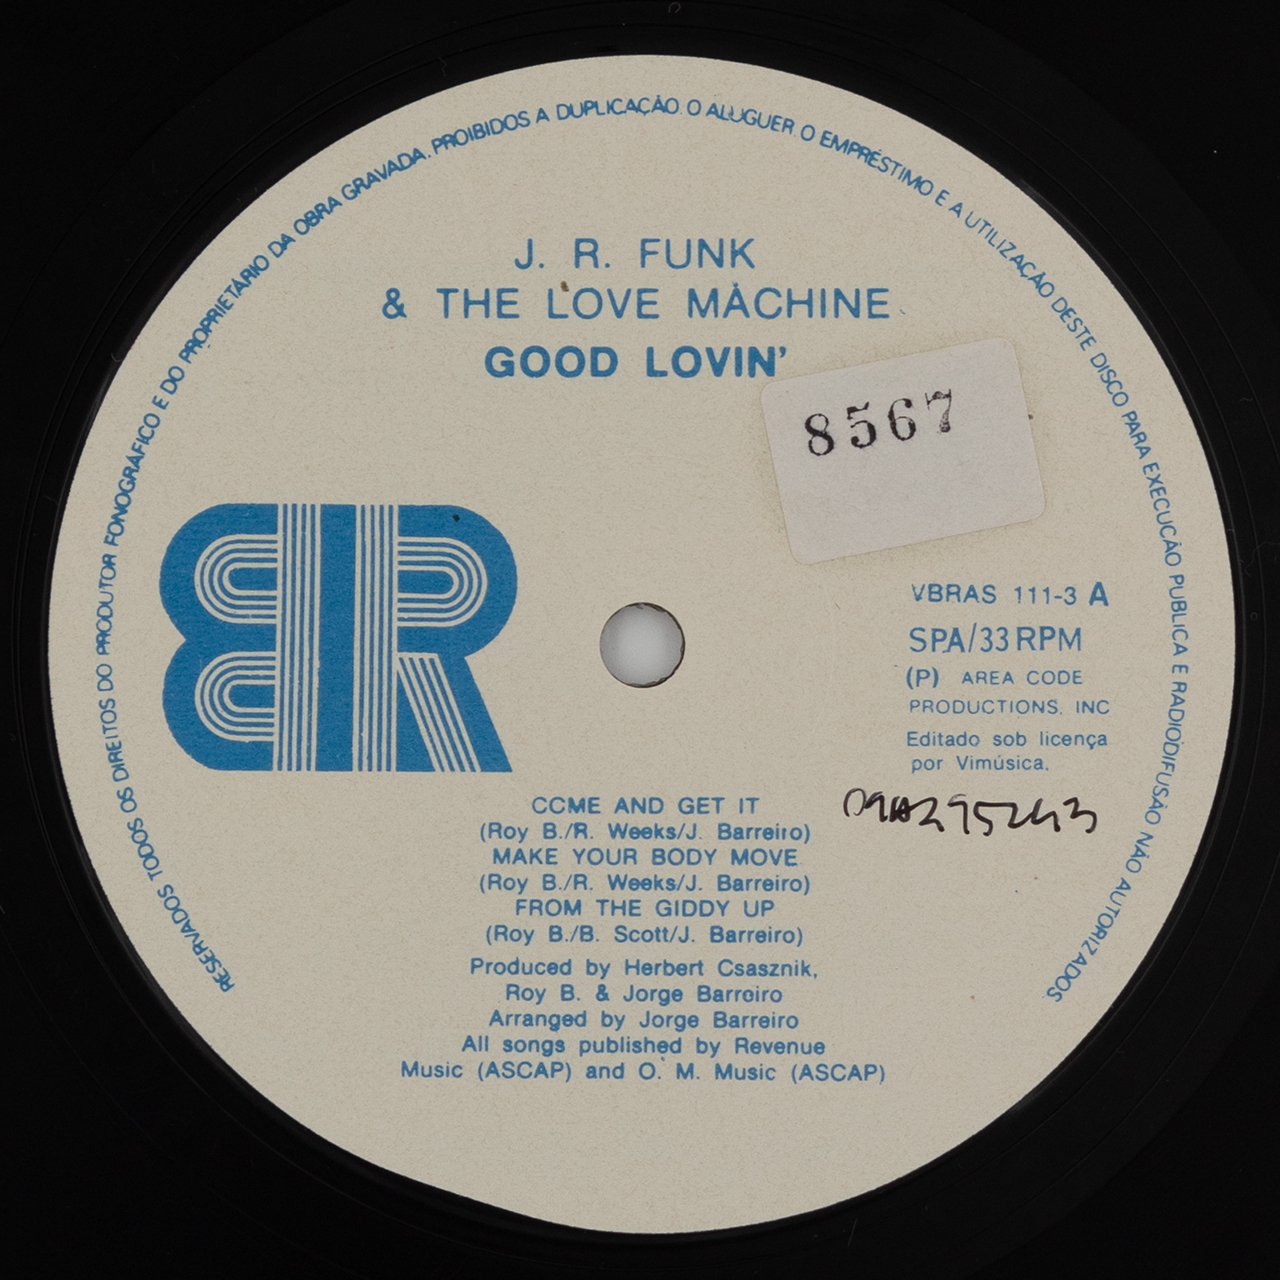 RESERVADOS TODOS OS DIREITOS DO PRODUTOR FONOGRÁFICO E DO PROPRIETÁRIO DA OBRA GRAVADA. PROIBIDOS A DUPLICAÇÃO. O ALUGUER. O EMPRÉSTIMO E A UTILIZAÇÃO DESTE DISCO PARA EXECUÇÃO PUBLICA E RADIODIFUSÃO NÃO AUTORIZADOS
J. R. FUNK
& THE LOVE MACHINE
GOOD LOVIN'
8567
BR
VBRAS 111-3 A
SPA/33 RPM
(P) AREA CODE
PRODUCTIONS, INC
Editado sob licença
por Vimúsica.
CCME AND GET IT
(Roy B./R. Weeks/J. Barreiro)
MAKE YOUR BODY MOVE
(Roy B./R. Weeks/J. Barreiro)
FROM THE GIDDY UP
(Roy B./B. Scott/J. Barreiro)
Produced by Herbert Csasznik,
Roy B. & Jorge Barreiro
Arranged by Jorge Barreiro
All songs published by Revenue
Music (ASCAP) and O. M. Music (ASCAP)